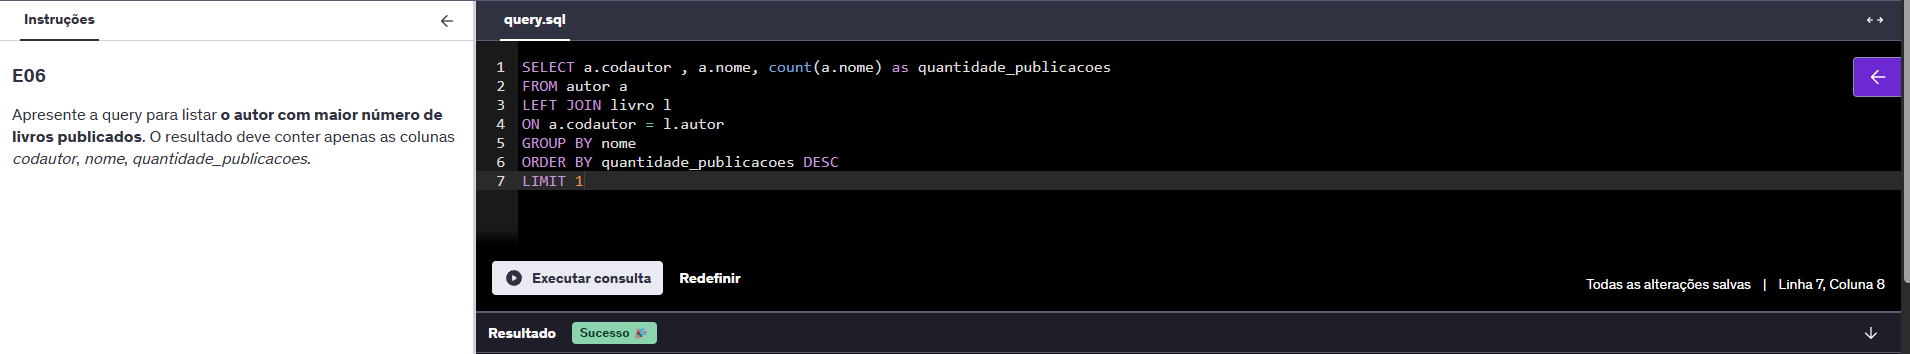 Instruções
E06
Apresente a query para listar o autor com maior número de
livros publicados. O resultado deve conter apenas as colunas
codautor, nome, quantidade_publicacoes.
query.sql
1 SELECT a.codautor , a.nome, count(a.nome) as quantidade_publicacoes
2 FROM autor a
3 LEFT JOIN livro l
4 ON a.codautor = l.autor
5 GROUP BY nome
6 ORDER BY quantidade_publicacoes DESC
7 LIMIT 1
Executar consulta Redefinir
Todas as alterações salvas | Linha 7, Coluna 8
Resultado Sucesso 🎉